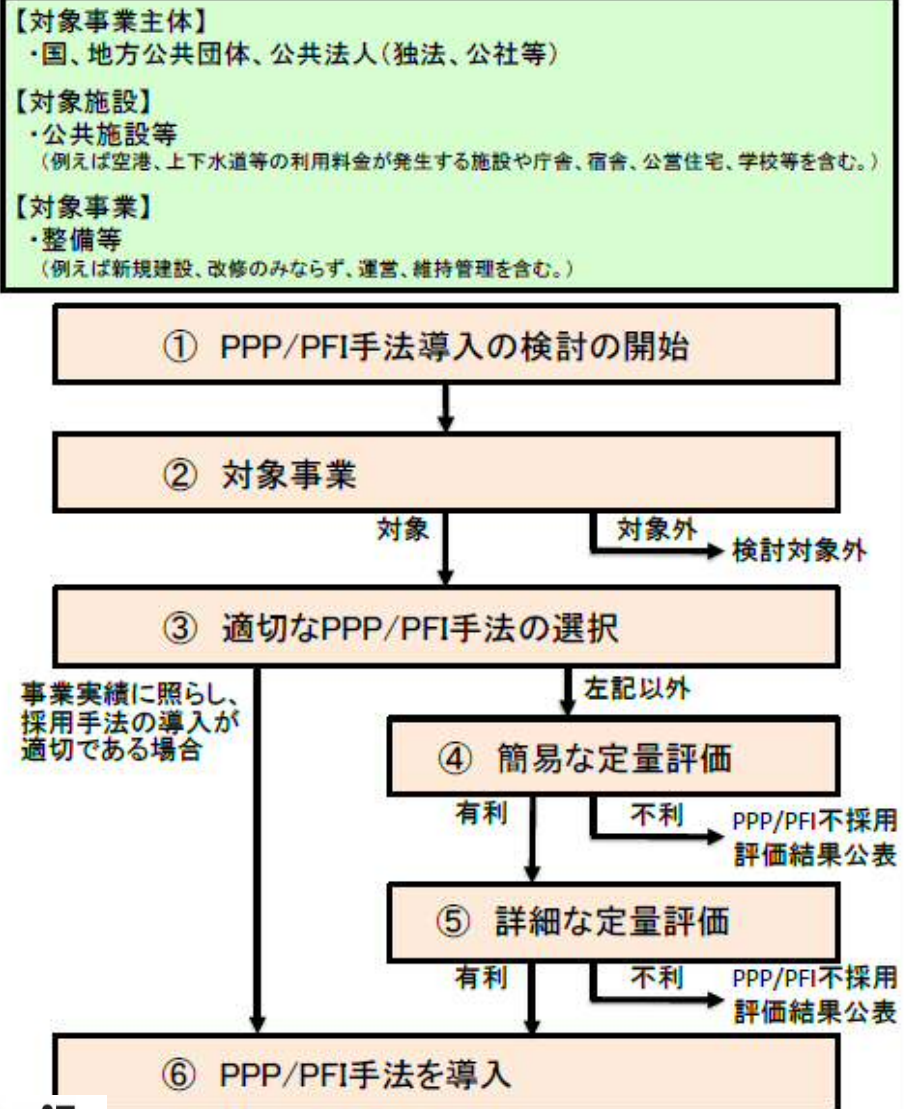 【対象事業主体】
・国、地方公共団体、公共法人(独法、公社等)
【対象施設】
・公共施設等
(例えば空港、上下水道等の利用料金が発生する施設や庁舎、宿舎、公営住宅、学校等を含む。)
【対象事業】
・整備等
(例えば新規建設、改修のみならず、運営、維持管理を含む。)
① PPP/PFI手法導入の検討の開始
② 対象事業
対象
対象外
検討対象外
③ 適切なPPP/PFI手法の選択
事業実績に照らし、
採用手法の導入が
適切である場合
左記以外
④ 簡易な定量評価
有利
不利
PPP/PFI不採用
評価結果公表
⑤ 詳細な定量評価
有利
不利
PPP/PFI不採用
評価結果公表
⑥ PPP/PFI手法を導入